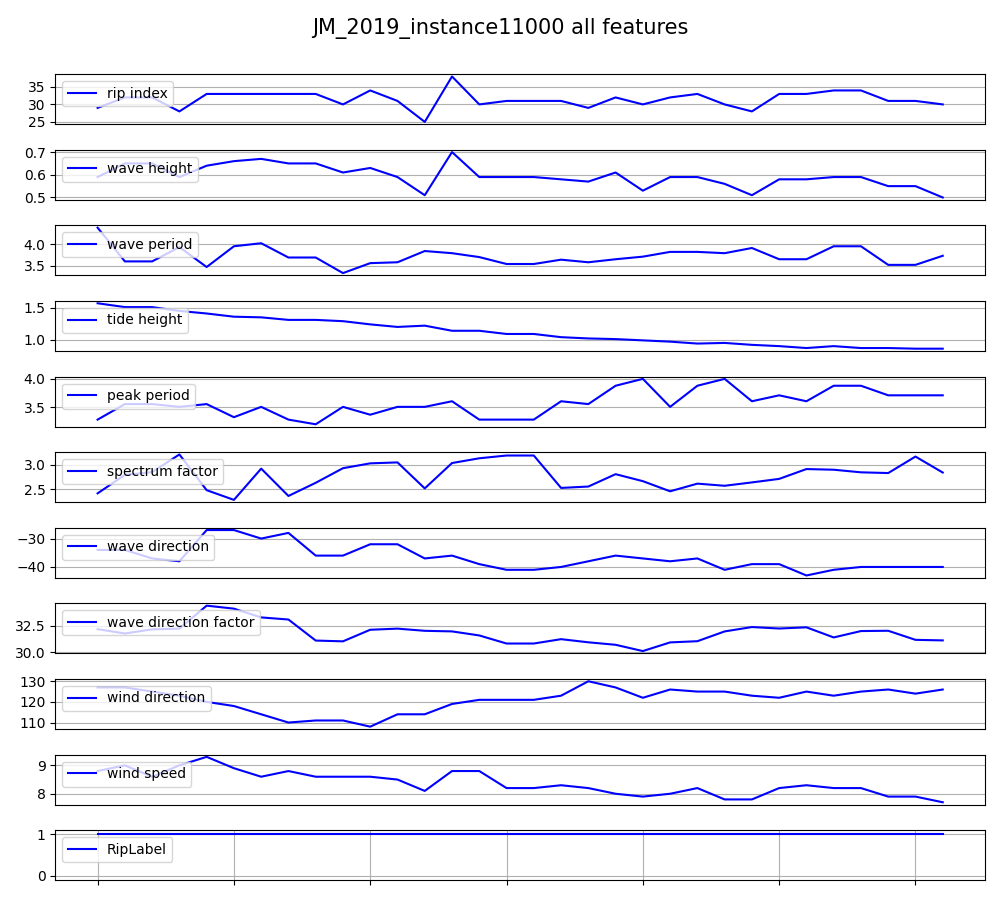 JM_2019_instance11000 all features
35
30
25
rip index
0.7
0.6
0.5
wave height
4.0
3.5
wave period
1.5
1.0
tide height
4.0
3.5
peak period
3.0
2.5
spectrum factor
−30
−40
wave direction
32.5
30.0
wave direction factor
130
120
110
wind direction
9
8
wind speed
1
0
RipLabel